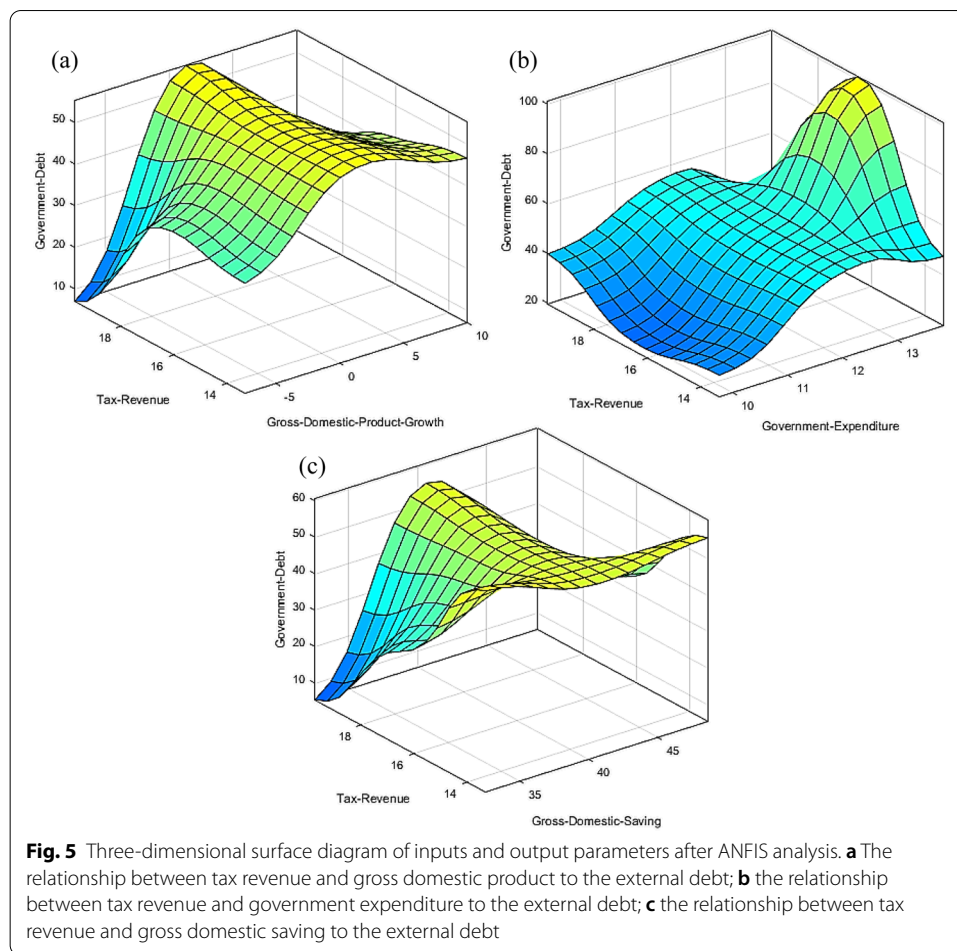 (a)
50
40
30
20
10
Government-Debt
18
16
14
Tax-Revenue
-5
0
5
10
Gross-Domestic-Product-Growth
(b)
100
80
60
40
20
Government-Debt
18
16
14
Tax-Revenue
10
11
12
13
Government-Expenditure
(c)
60
50
40
30
20
10
Government-Debt
18
16
14
Tax-Revenue
35
40
45
Gross-Domestic-Saving
Fig. 5 Three-dimensional surface diagram of inputs and output parameters after ANFIS analysis. a The
relationship between tax revenue and gross domestic product to the external debt; b the relationship
between tax revenue and government expenditure to the external debt; c the relationship between tax
revenue and gross domestic saving to the external debt